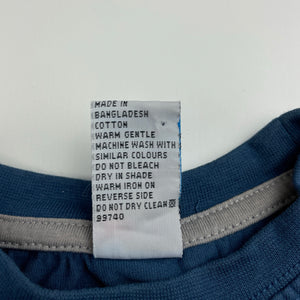 MADE IN
BANGLADESH
COTTON
WARM GENTLE
MACHINE WASH WITH
SIMILAR COLOURS
DO NOT BLEACH
DRY IN SHADE
WARM IRON ON
REVERSE SIDE
DO NOT DRY CLEAN
99740